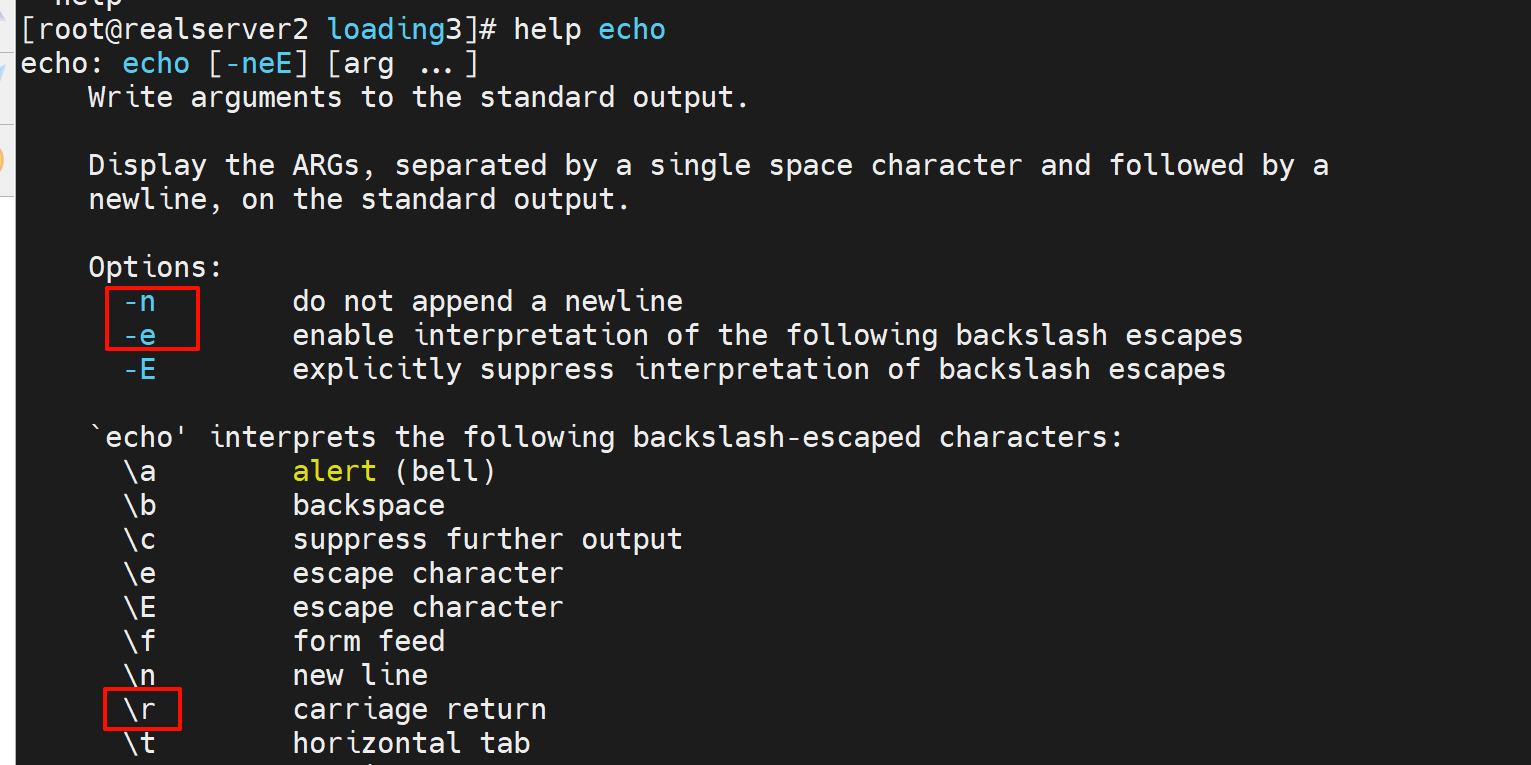 help
[root@realserver2 loading3]# help echo
echo: echo [-neE] [arg ...]
    Write arguments to the standard output.

    Display the ARGs, separated by a single space character and followed by a
    newline, on the standard output.

    Options:
      -n        do not append a newline
      -e        enable interpretation of the following backslash escapes
      -E        explicitly suppress interpretation of backslash escapes

    `echo' interprets the following backslash-escaped characters:
      \a        alert (bell)
      \b        backspace
      \c        suppress further output
      \e        escape character
      \E        escape character
      \f        form feed
      \n        new line
      \r        carriage return
      \t        horizontal tab